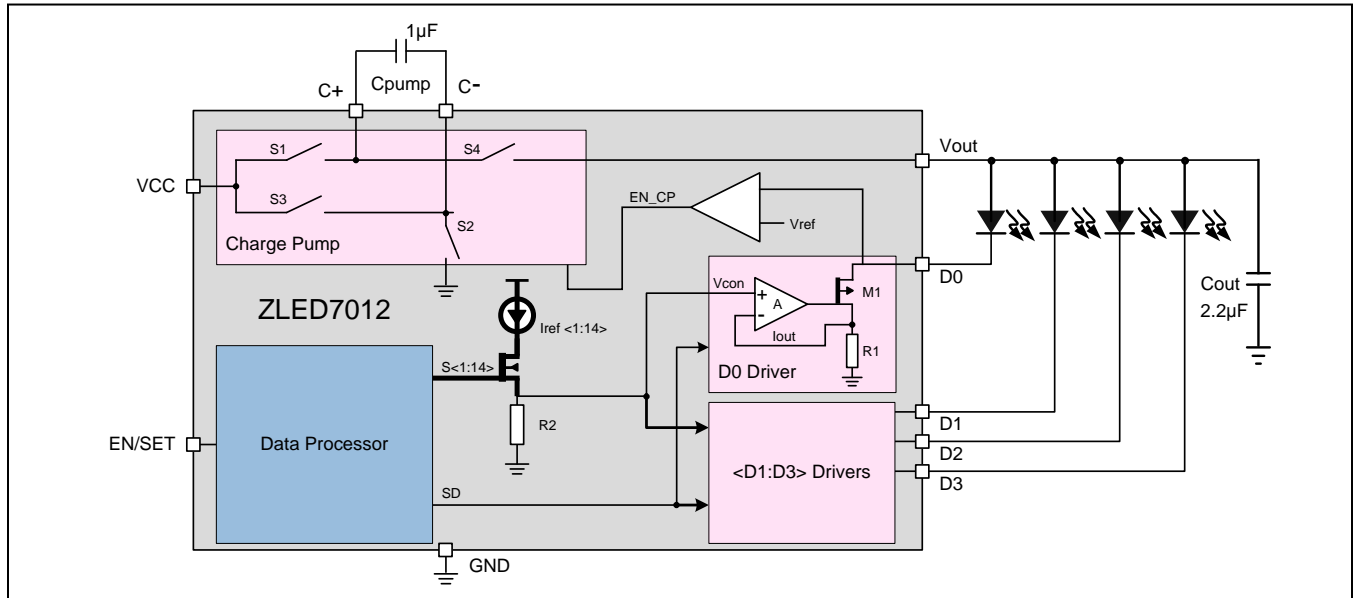 1µF
Cpump
C+
C-
S1
S4
Vout
VCC
S3
EN_CP
Vref
S2
Charge Pump
D0
Vcon
+
A
-
M1
Cout
2.2µF
ZLED7012
Iref <1:14>
Iout
R1
S<1:14>
D0 Driver
R2
D1
EN/SET
Data Processor
<D1:D3> Drivers
D2
D3
SD
GND